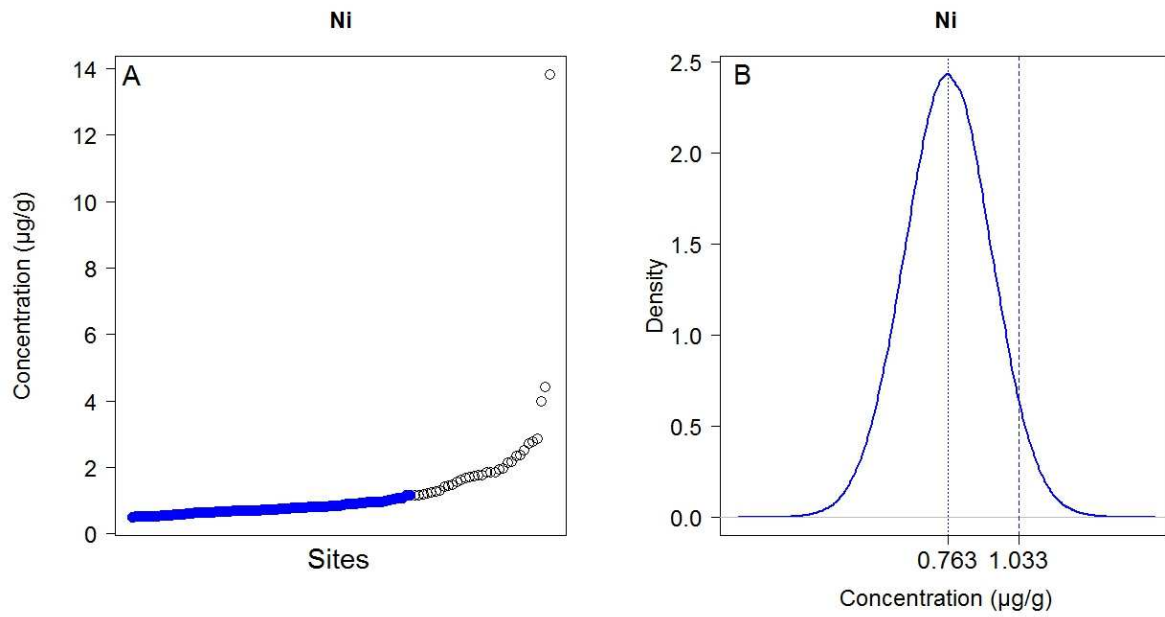 Ni
A
Concentration (µg/g)
14
12
10
8
6
4
2
0
Sites
Ni
B
Density
2.5
2.0
1.5
1.0
0.5
0.0
0.763 1.033
Concentration (µg/g)